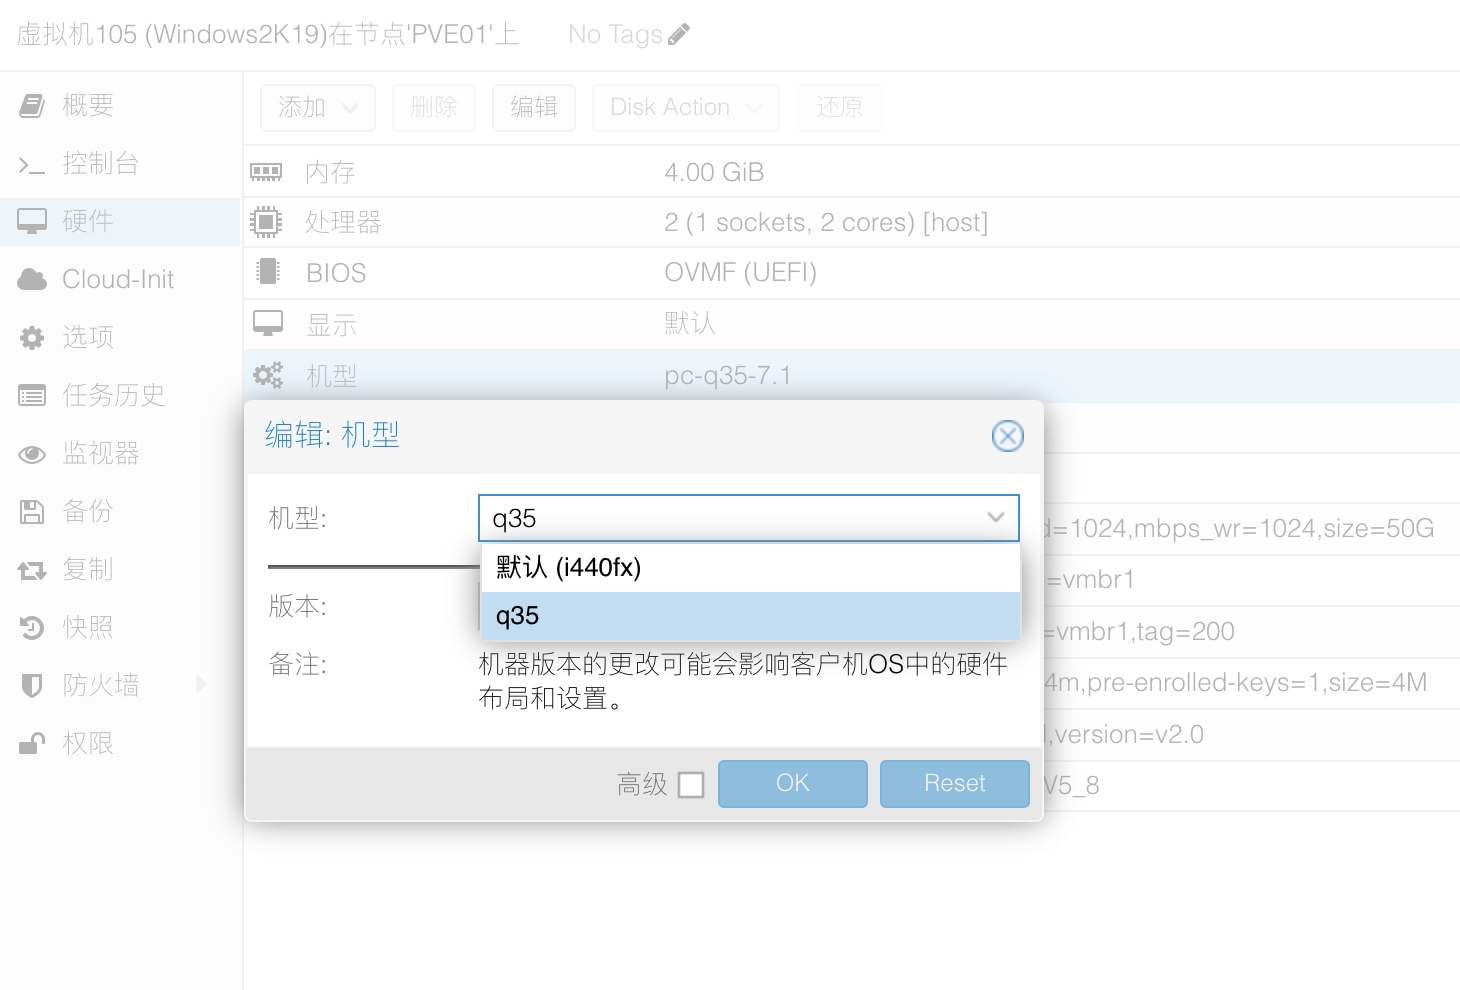 虚拟机105 (Windows2K19)在节点'PVE01'上
No Tags
概要
控制台
硬件
Cloud-Init
选项
任务历史
监视器
备份
复制
快照
防火墙
权限
添加
删除
编辑
Disk Action
还原
内存
4.00 GiB
处理器
2 (1 sockets, 2 cores) [host]
BIOS
OVMF (UEFI)
显示
默认
机型
pc-q35-7.1
d=1024,mbps_wr=1024,size=50G
=vmbr1
=vmbr1,tag=200
4m,pre-enrolled-keys=1,size=4M
,version=v2.0
V5_8
编辑: 机型
机型:
q35
默认 (i440fx)
q35
版本:
备注:
机器版本的更改可能会影响客户机OS中的硬件
布局和设置。
高级
OK
Reset